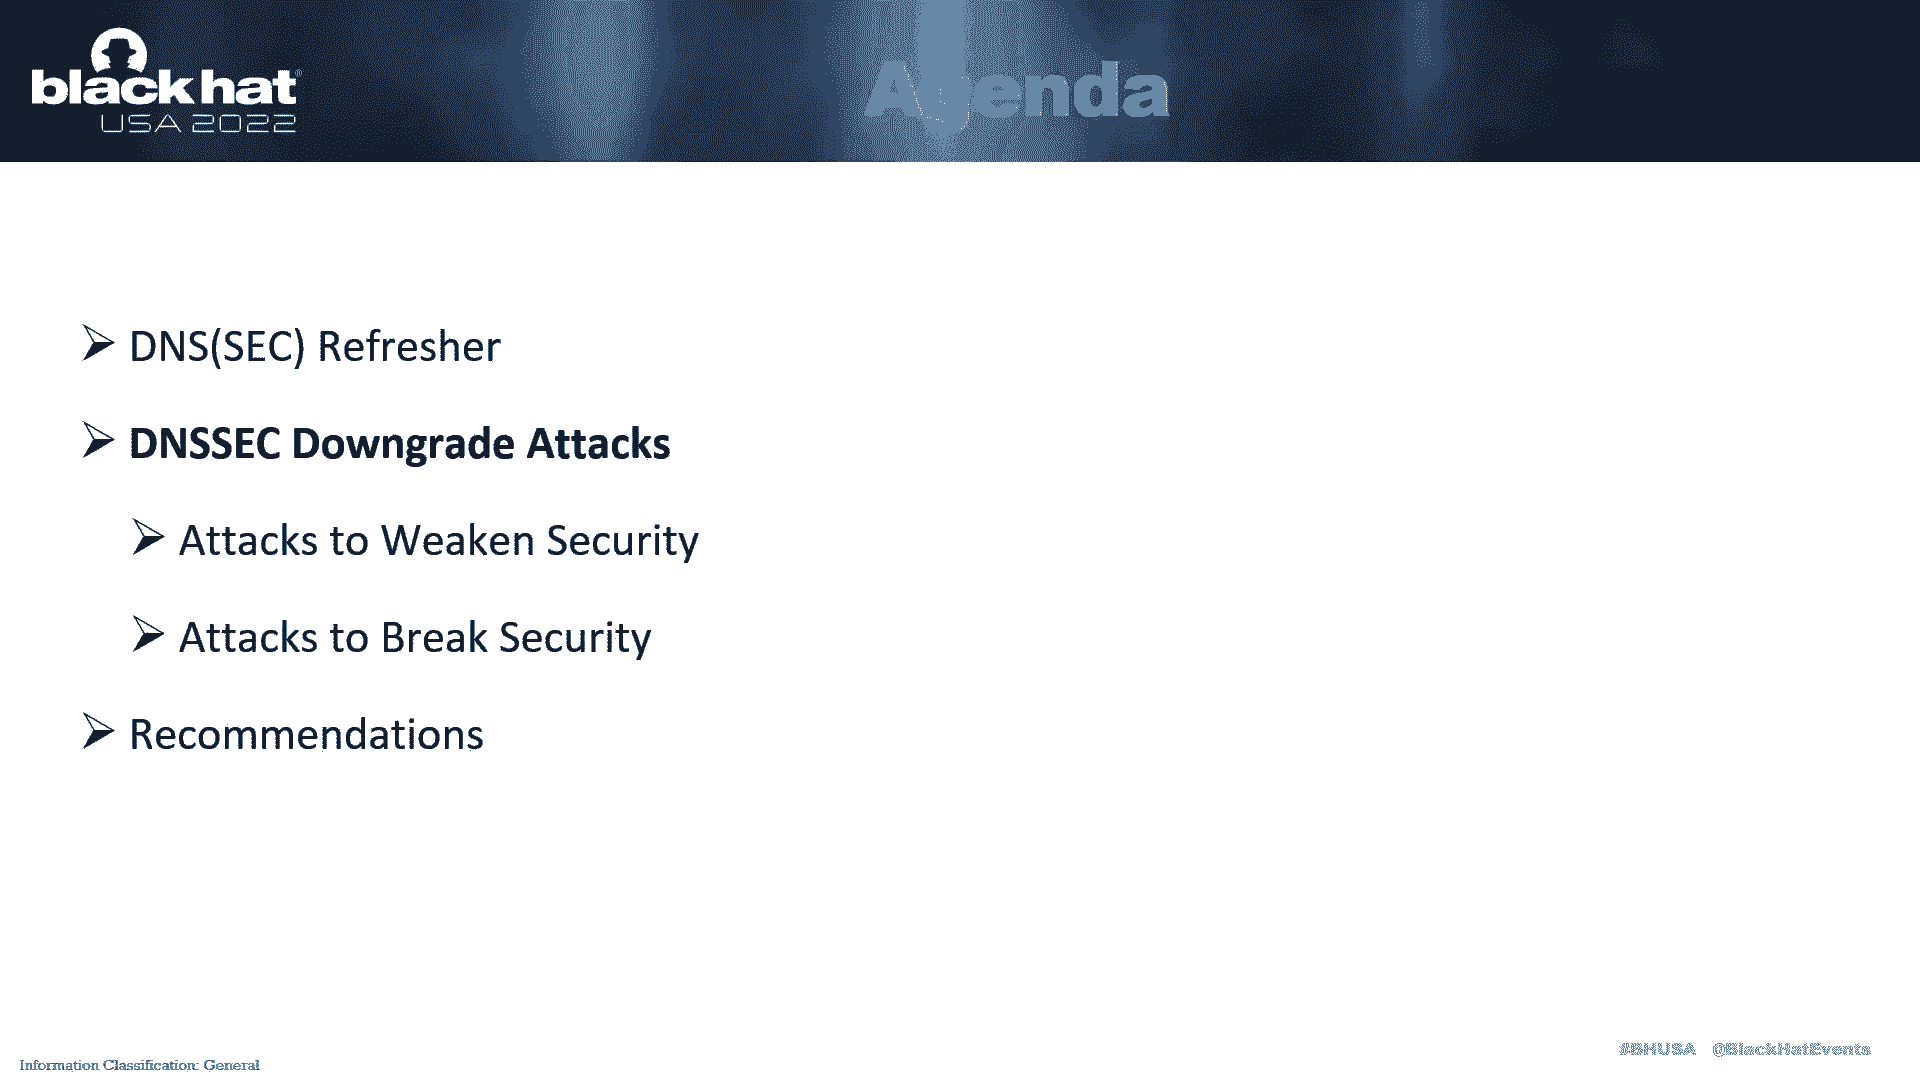 black hat®
USA 2022
Agenda
➢ DNS(SEC) Refresher
➢ DNSSEC Downgrade Attacks
➢ Attacks to Weaken Security
➢ Attacks to Break Security
➢ Recommendations
Information Classification: General
#BHUSA @BlackHatEvents